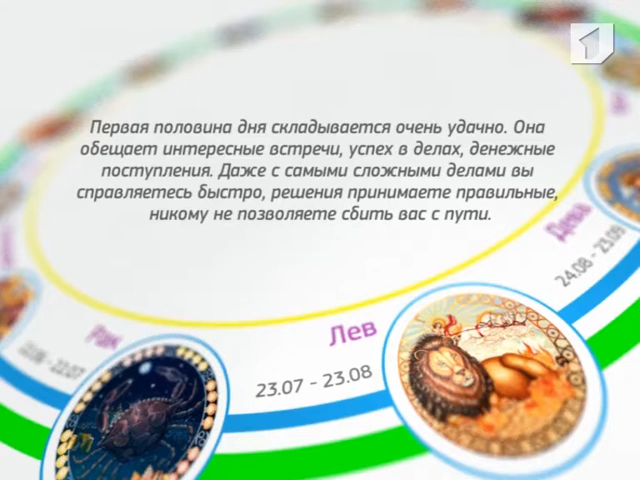 Первая половина дня складывается очень удачно. Она
обещает интересные встречи, успех в делах, денежные
поступления. Даже с самыми сложными делами вы
справляетесь быстро, решения принимаете правильные,
никому не позволяете сбить вас с пути.
Дева
24.08 - 23.09
Лев
23.07 - 23.08
Рак